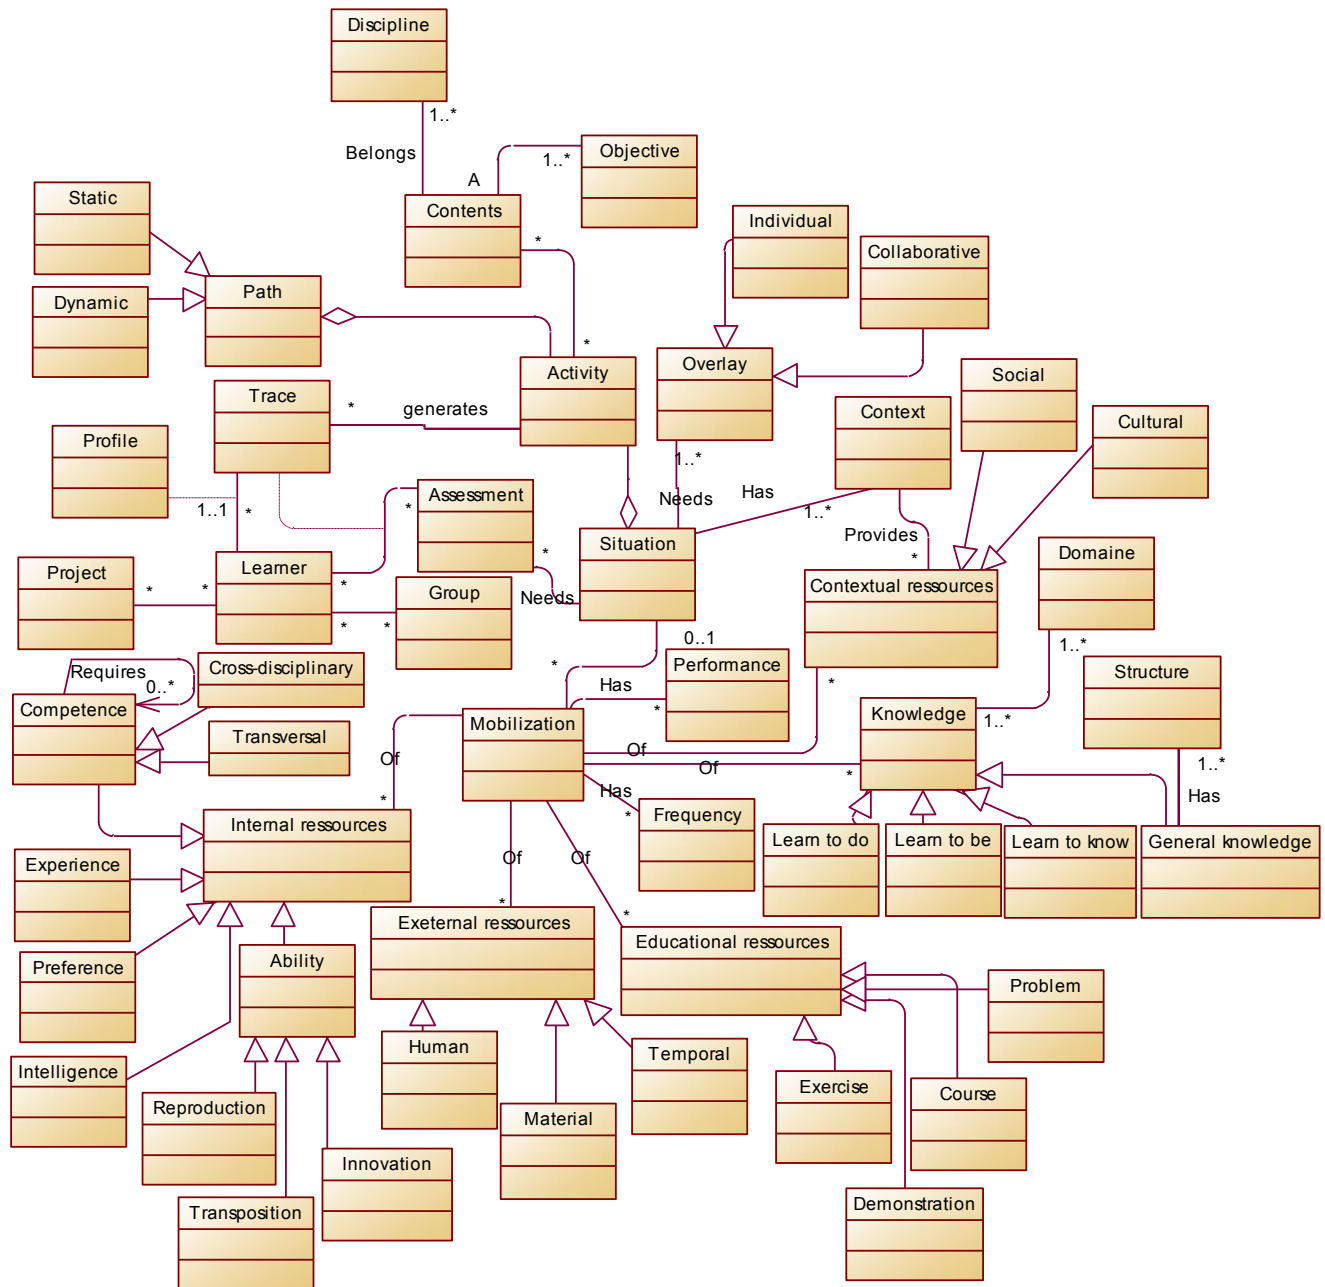 Discipline
1..*
Belongs
Objective
1..*
A
Contents
*
Static
Individual
Collaborative
Path
Dynamic
*
Activity
Overlay
Social
Trace
*
generates
Context
Cultural
Profile
1..*
1..1
*
Assessment
*
Needs
Has
1..*
Provides
*
Situation
*
Needs
Domaine
Project
*
*
Learner
*
*
Group
*
Contextual ressources
0..1
1..*
Requires
0..*
Cross-disciplinary
*
Performance
Has
*
*
Structure
Competence
Transversal
Mobilization
Knowledge
1..*
Of
Of
Of
*
1..*
Has
*
Has
*
Internal ressources
Frequency
Learn to do
Learn to be
Learn to know
General knowledge
Experience
Of
Of
*
*
Exeternal ressources
Educational ressources
Preference
Ability
Problem
Human
Temporal
Intelligence
Exercise
Course
Reproduction
Material
Innovation
Transposition
Demonstration